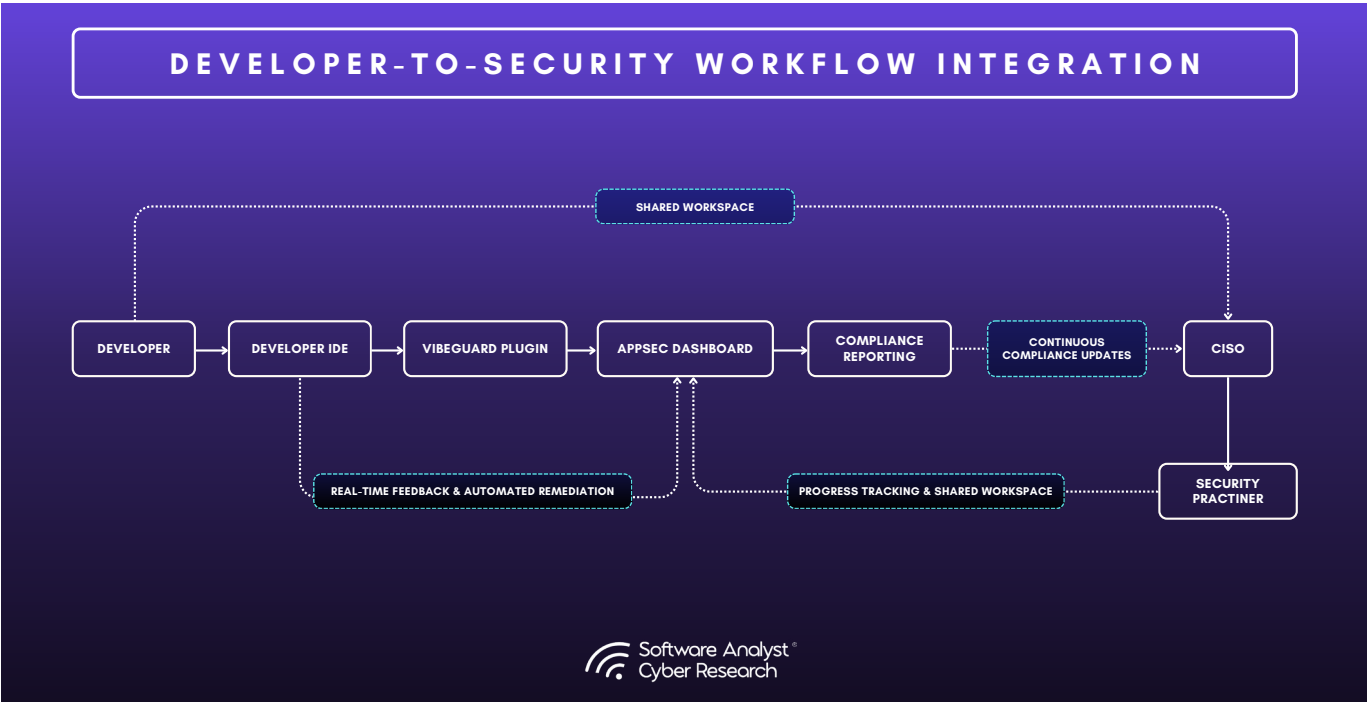 DEVELOPER-TO-SECURITY WORKFLOW INTEGRATION
SHARED WORKSPACE
DEVELOPER
DEVELOPER IDE
VIBEGUARD PLUGIN
APPSEC DASHBOARD
COMPLIANCE
REPORTING
CONTINUOUS
COMPLIANCE UPDATES
CISO
REAL-TIME FEEDBACK & AUTOMATED REMEDIATION
PROGRESS TRACKING & SHARED WORKSPACE
SECURITY
PRACTINER
Software Analyst®
Cyber Research